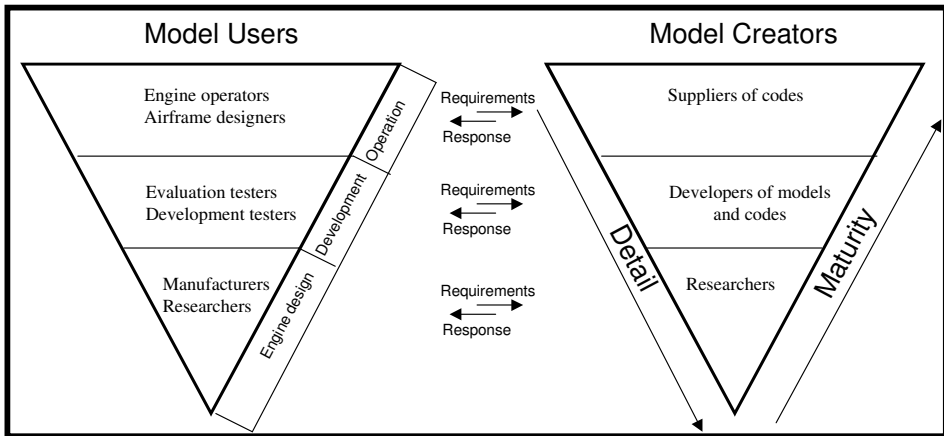 Model Users
Model Creators
Engine operators
Airframe designers
Operation
Requirements
Response
Suppliers of codes
Evaluation testers
Development testers
Development
Requirements
Response
Developers of models
and codes
Manufacturers
Researchers
Engine design
Requirements
Response
Researchers
Detail
Maturity